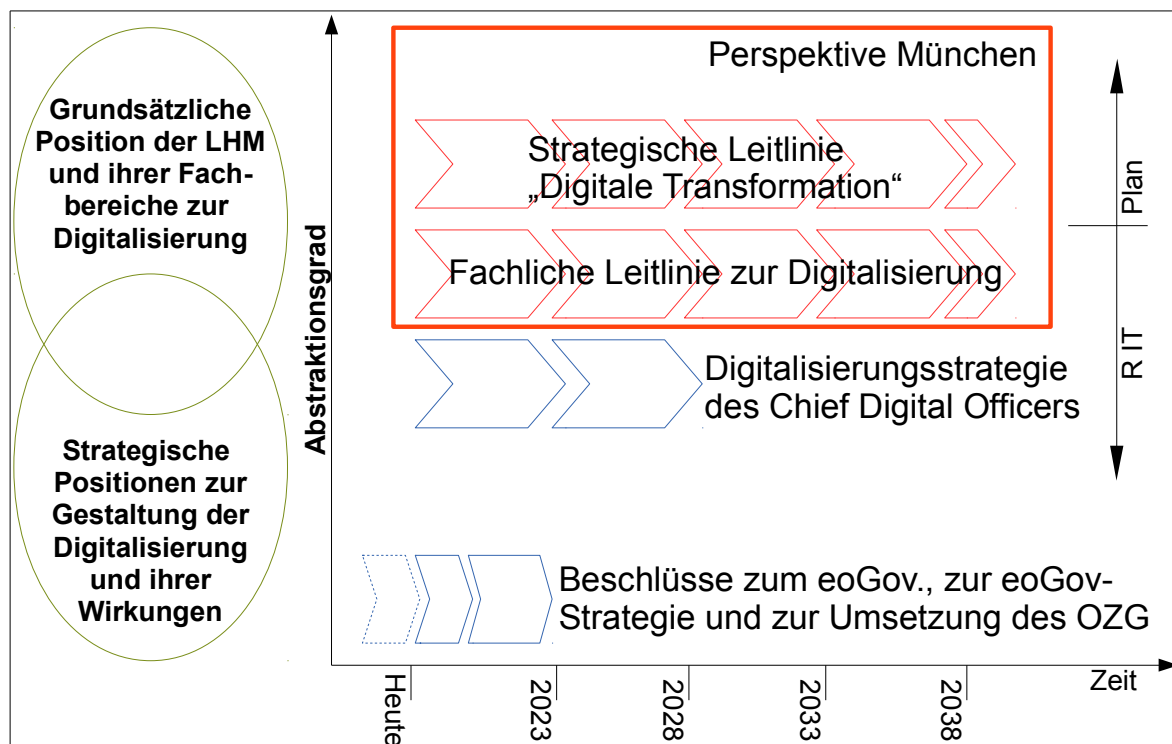 Grundsätzliche
Position der LHM
und ihrer Fach-
bereiche zur
Digitalisierung
Strategische
Positionen zur
Gestaltung der
Digitalisierung
und ihrer
Wirkungen
Abstraktionsgrad
Perspektive München
Strategische Leitlinie
„Digitale Transformation“
Fachliche Leitlinie zur Digitalisierung
Digitalisierungsstrategie
des Chief Digital Officers
Beschlüsse zum eoGov., zur eoGov-
Strategie und zur Umsetzung des OZG
Plan
R IT
Heute
2023
2028
2033
2038
Zeit